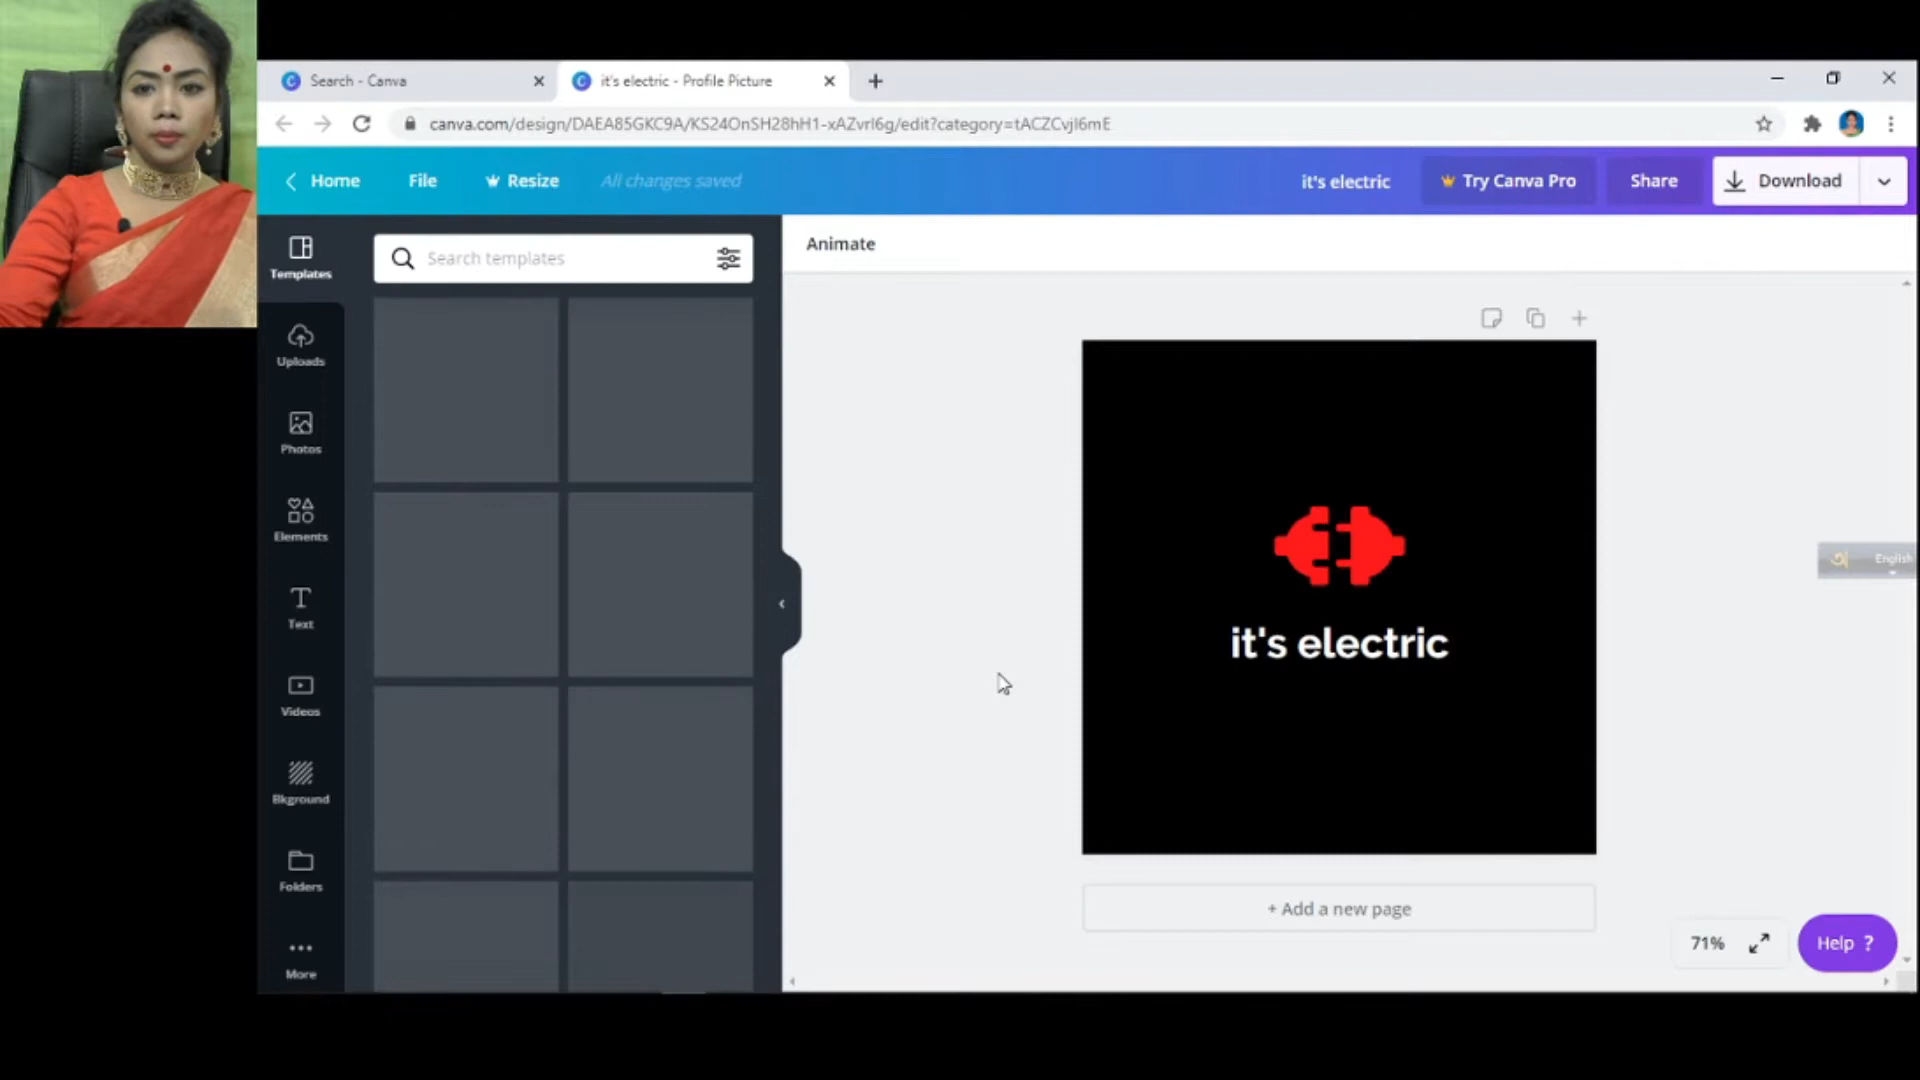 Search - Canva
it's electric - Profile Picture
canva.com/design/DAEA85GKC9A/KS24OnSH28hH1-xAZvrl6g/edit?category=tACZCvjl6mE
Home
File
Resize
All changes saved
it's electric
Try Canva Pro
Share
Download
Templates
Search templates
Animate
Uploads
Photos
Elements
Text
Videos
Bkground
Folders
More
it's electric
অ English
+ Add a new page
71%
Help ?